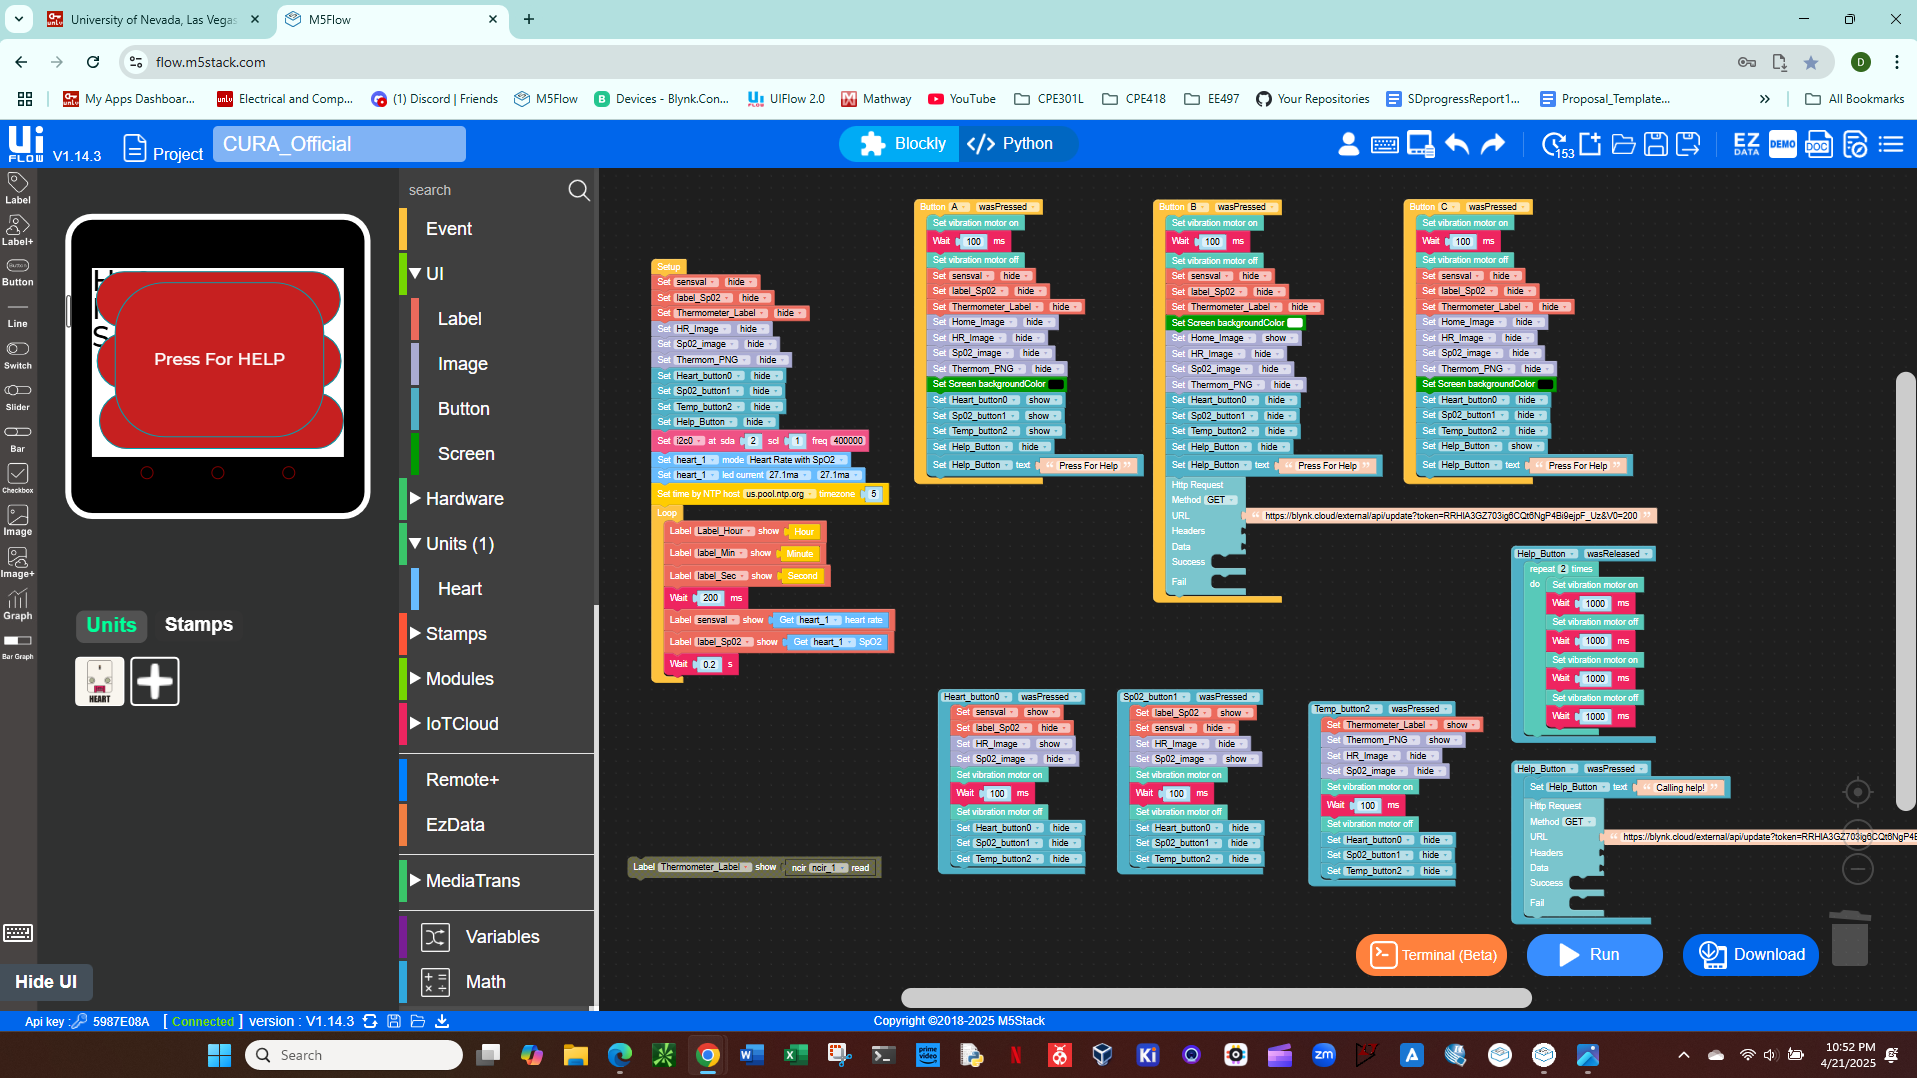 University of Nevada, Las Vegas
M5Flow
flow.m5stack.com
D
My Apps Dashboar...
Electrical and Comp...
(1) Discord | Friends
M5Flow
Devices - Blynk.Con...
UIFlow 2.0
Mathway
YouTube
CPE301L
CPE418
EE497
Your Repositories
SDprogressReport1...
Proposal_Template...
All Bookmarks
Ui FLOW
V1.14.3
Project
CURA_Official
Blockly
Python
153
EZ DATA
DEMO
DOC
Label
Label+
Button
Line
Switch
Slider
Bar
Checkbox
Image
Image+
Graph
Bar Graph
Press For HELP
Units
Stamps
HEART
Hide UI
search
Event
UI
Label
Image
Button
Screen
Hardware
Units (1)
Heart
Stamps
Modules
IoTCloud
Remote+
EzData
MediaTrans
Variables
Math
Setup
Set sensval hide
Set label_Sp02 hide
Set Thermometer_Label hide
Set HR_Image hide
Set Sp02_image hide
Set Thermom_PNG hide
Set Heart_button0 hide
Set Sp02_button1 hide
Set Temp_button2 hide
Set Help_Button hide
Set i2c0 at sda 2 scl 1 freq 400000
Set heart_1 mode Heart Rate with SpO2
Set heart_1 led current 27.1ma 27.1ma
Set time by NTP host us.pool.ntp.org timezone 5
Loop
Label Label_Hour show Hour
Label label_Min show Minute
Label label_Sec show Second
Wait 200 ms
Label sensval show Get heart_1 heart rate
Label label_Sp02 show Get heart_1 SpO2
Wait 0.2 s
Button A wasPressed
Set vibration motor on
Wait 100 ms
Set vibration motor off
Set sensval hide
Set label_Sp02 hide
Set Thermometer_Label hide
Set Home_Image hide
Set HR_Image hide
Set Sp02_image hide
Set Thermom_PNG hide
Set Screen backgroundColor
Set Heart_button0 show
Set Sp02_button1 show
Set Temp_button2 show
Set Help_Button hide
Set Help_Button text “ Press For Help ”
Button B wasPressed
Set vibration motor on
Wait 100 ms
Set vibration motor off
Set sensval hide
Set label_Sp02 hide
Set Thermometer_Label hide
Set Screen backgroundColor
Set Home_Image show
Set HR_Image hide
Set Sp02_image hide
Set Thermom_PNG hide
Set Heart_button0 hide
Set Sp02_button1 hide
Set Temp_button2 hide
Set Help_Button hide
Set Help_Button text “ Press For Help ”
Http Request
Method GET
URL “ https://blynk.cloud/external/api/update?token=RRHIA3GZ703ig6CQt6NgP4Bi9ejpF_Uz&V0=200 ”
Headers
Data
Success
Fail
Button C wasPressed
Set vibration motor on
Wait 100 ms
Set vibration motor off
Set sensval hide
Set label_Sp02 hide
Set Thermometer_Label hide
Set Home_Image hide
Set HR_Image hide
Set Sp02_image hide
Set Thermom_PNG hide
Set Screen backgroundColor
Set Heart_button0 hide
Set Sp02_button1 hide
Set Temp_button2 hide
Set Help_Button show
Set Help_Button text “ Press For Help ”
Help_Button wasReleased
repeat 2 times
do Set vibration motor on
Wait 1000 ms
Set vibration motor off
Wait 1000 ms
Set vibration motor on
Wait 1000 ms
Set vibration motor off
Wait 1000 ms
Heart_button0 wasPressed
Set sensval show
Set label_Sp02 hide
Set HR_Image show
Set Sp02_image hide
Set vibration motor on
Wait 100 ms
Set vibration motor off
Set Heart_button0 hide
Set Sp02_button1 hide
Set Temp_button2 hide
Sp02_button1 wasPressed
Set label_Sp02 show
Set sensval hide
Set HR_Image hide
Set Sp02_image show
Set vibration motor on
Wait 100 ms
Set vibration motor off
Set Heart_button0 hide
Set Sp02_button1 hide
Set Temp_button2 hide
Temp_button2 wasPressed
Set Thermometer_Label show
Set Thermom_PNG show
Set HR_Image hide
Set Sp02_image hide
Set vibration motor on
Wait 100 ms
Set vibration motor off
Set Heart_button0 hide
Set Sp02_button1 hide
Set Temp_button2 hide
Help_Button wasPressed
Set Help_Button text “ Calling help! ”
Http Request
Method GET
URL “ https://blynk.cloud/external/api/update?token=RRHIA3GZ703ig6CQt6NgP4B
Headers
Data
Success
Fail
Label Thermometer_Label show ncir ncir_1 read
Terminal (Beta)
Run
Download
Api key : 5987E08A [ Connected ] version : V1.14.3
Copyright ©2018-2025 M5Stack
Search
prime video
Ki
zm
10:52 PM
4/21/2025